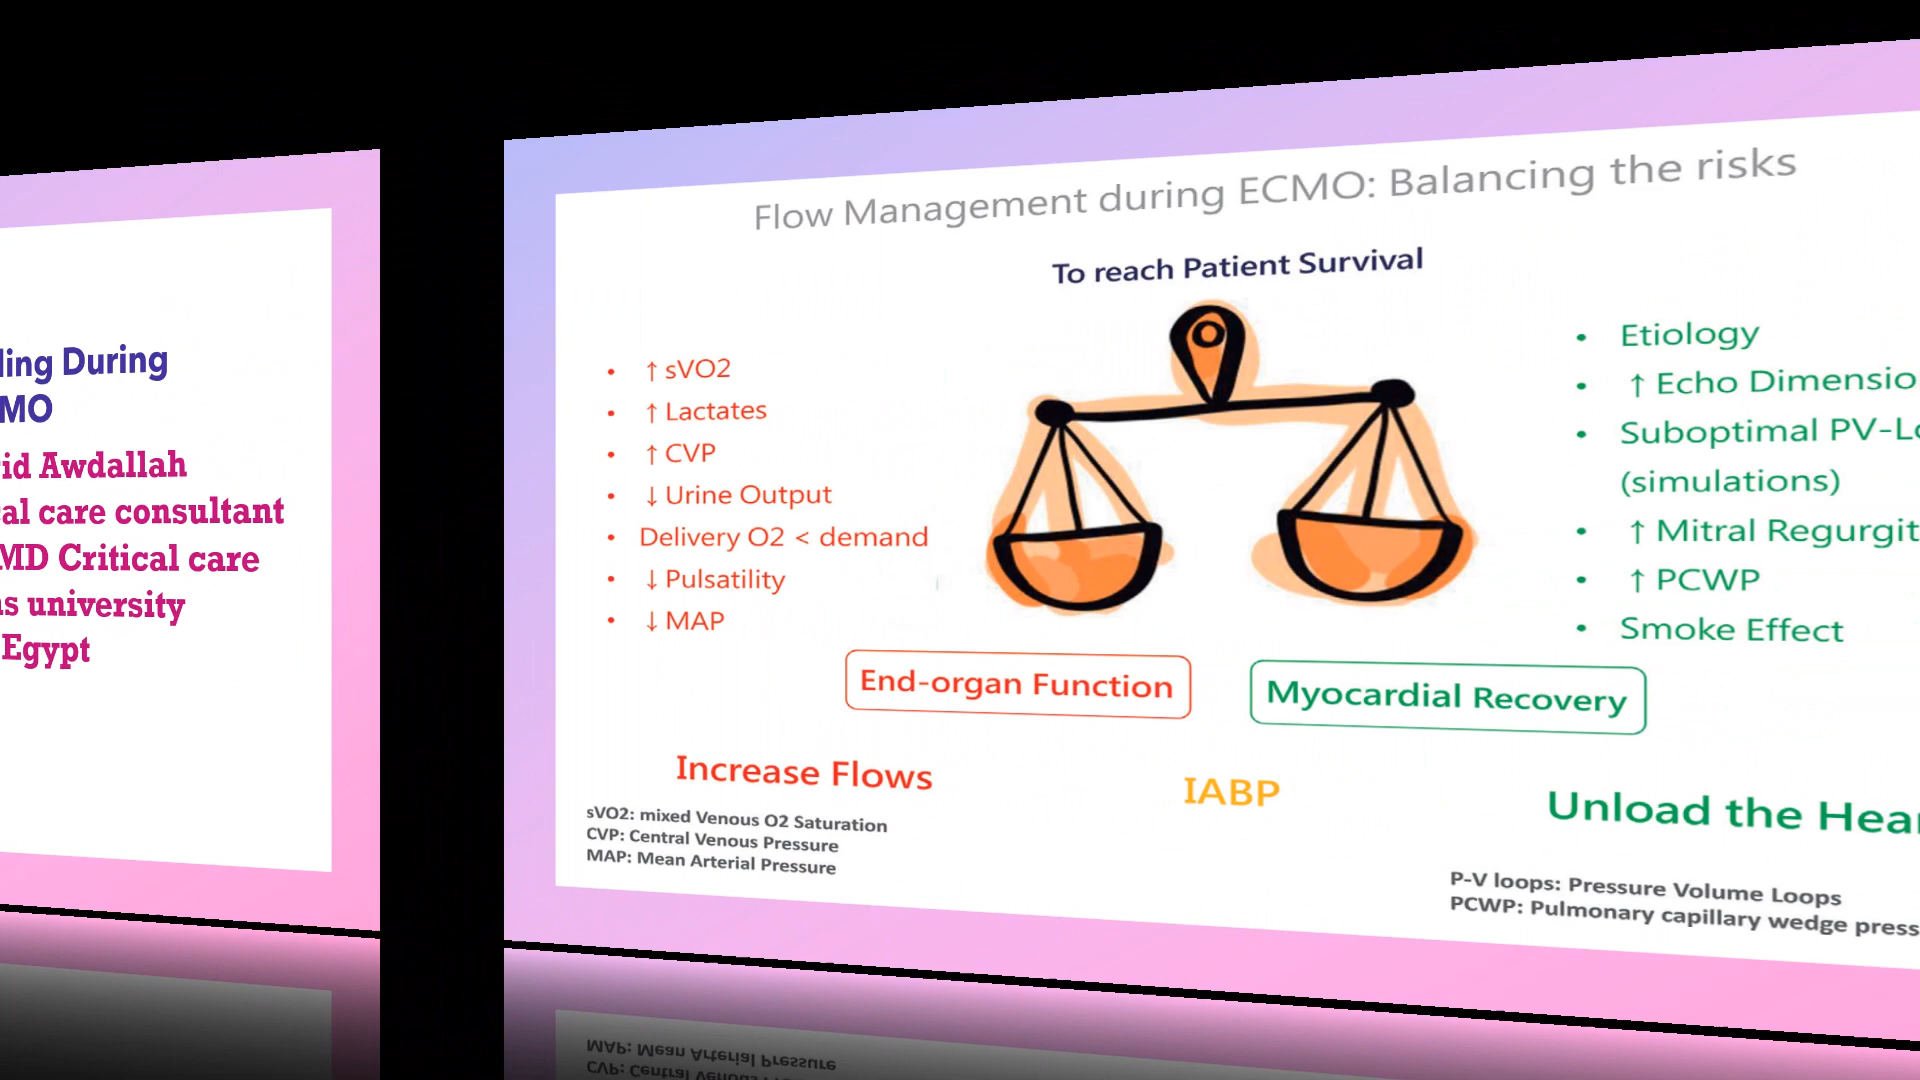 ling During
MO
id Awdallah
al care consultant
MD Critical care
s university
Egypt
Flow Management during ECMO: Balancing the risks
To reach Patient Survival
• ↑ sVO2
• ↑ Lactates
• ↑ CVP
• ↓ Urine Output
• Delivery O2 < demand
• ↓ Pulsatility
• ↓ MAP
End-organ Function
Increase Flows
sVO2: mixed Venous O2 Saturation
CVP: Central Venous Pressure
MAP: Mean Arterial Pressure
IABP
• Etiology
• ↑ Echo Dimensio
• Suboptimal PV-Lo
(simulations)
• ↑ Mitral Regurgit
• ↑ PCWP
• Smoke Effect
Myocardial Recovery
Unload the Hear
P-V loops: Pressure Volume Loops
PCWP: Pulmonary capillary wedge press